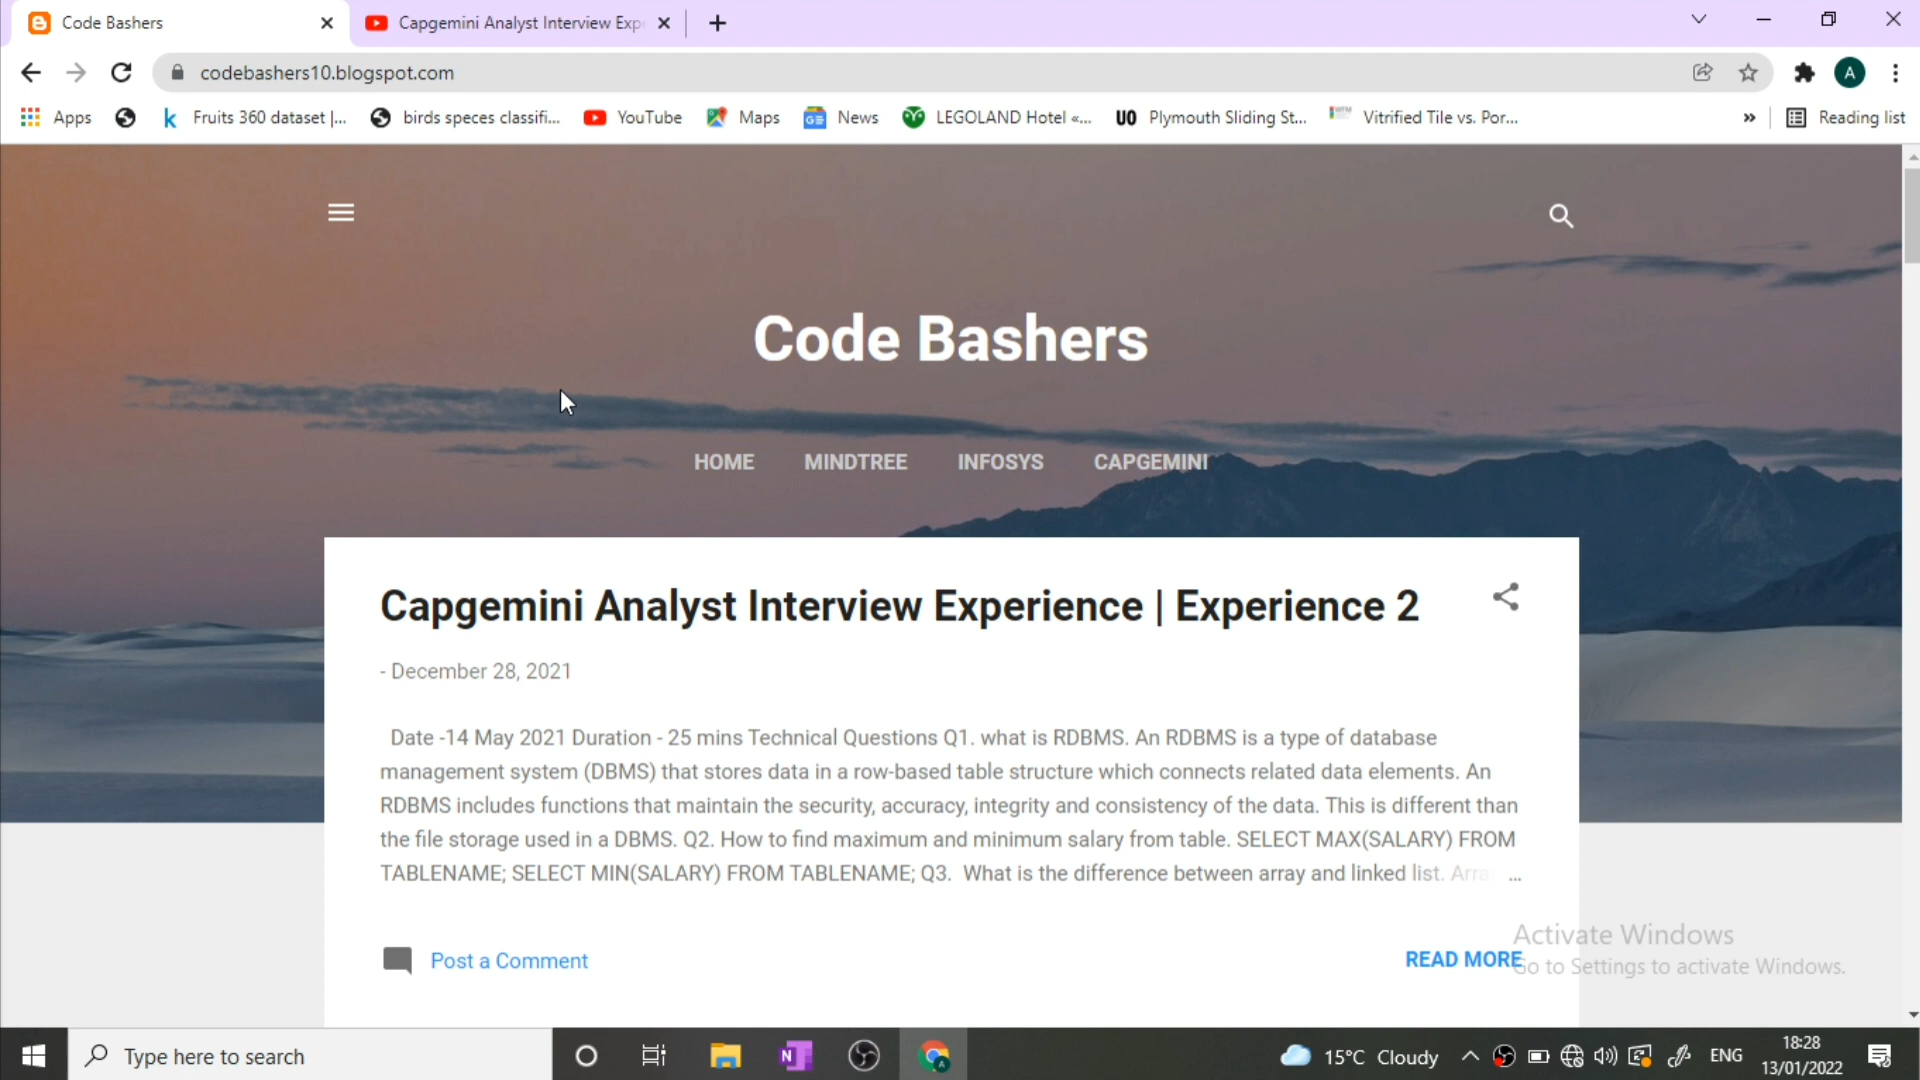 Code Bashers
Capgemini Analyst Interview Exp
codebashers10.blogspot.com
A
Apps
k Fruits 360 dataset |...
birds speces classifi...
YouTube
Maps
News
LEGOLAND Hotel «...
UO Plymouth Sliding St...
Vitrified Tile vs. Por...
»
Reading list
Code Bashers
HOME MINDTREE INFOSYS CAPGEMINI
Capgemini Analyst Interview Experience | Experience 2
- December 28, 2021
Date -14 May 2021 Duration - 25 mins Technical Questions Q1. what is RDBMS. An RDBMS is a type of database
management system (DBMS) that stores data in a row-based table structure which connects related data elements. An
RDBMS includes functions that maintain the security, accuracy, integrity and consistency of the data. This is different than
the file storage used in a DBMS. Q2. How to find maximum and minimum salary from table. SELECT MAX(SALARY) FROM
TABLENAME; SELECT MIN(SALARY) FROM TABLENAME; Q3. What is the difference between array and linked list. Arra ...
Post a Comment
READ MORE
Activate Windows
Go to Settings to activate Windows.
Type here to search
15°C Cloudy
ENG
18:28
13/01/2022